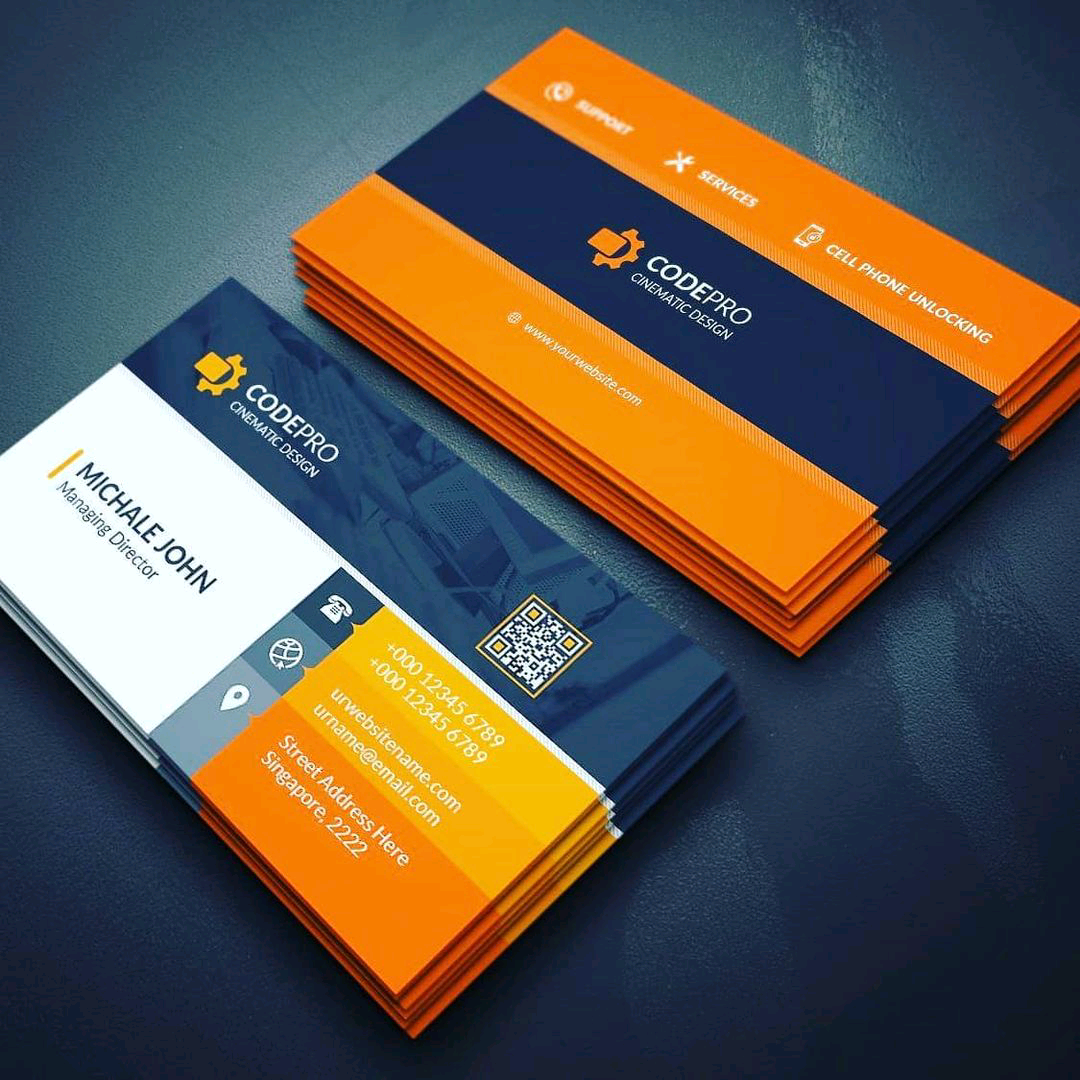 SUPPORT
SERVICES
CELL PHONE UNLOCKING
CODEPRO
CINEMATIC DESIGN
www.yourwebsite.com
CODEPRO
CINEMATIC DESIGN
MICHALE JOHN
Managing Director
+000 12345 6789
+000 12345 6789
urwebsitename.com
urname@email.com
Street Address Here
Singapore, 2222